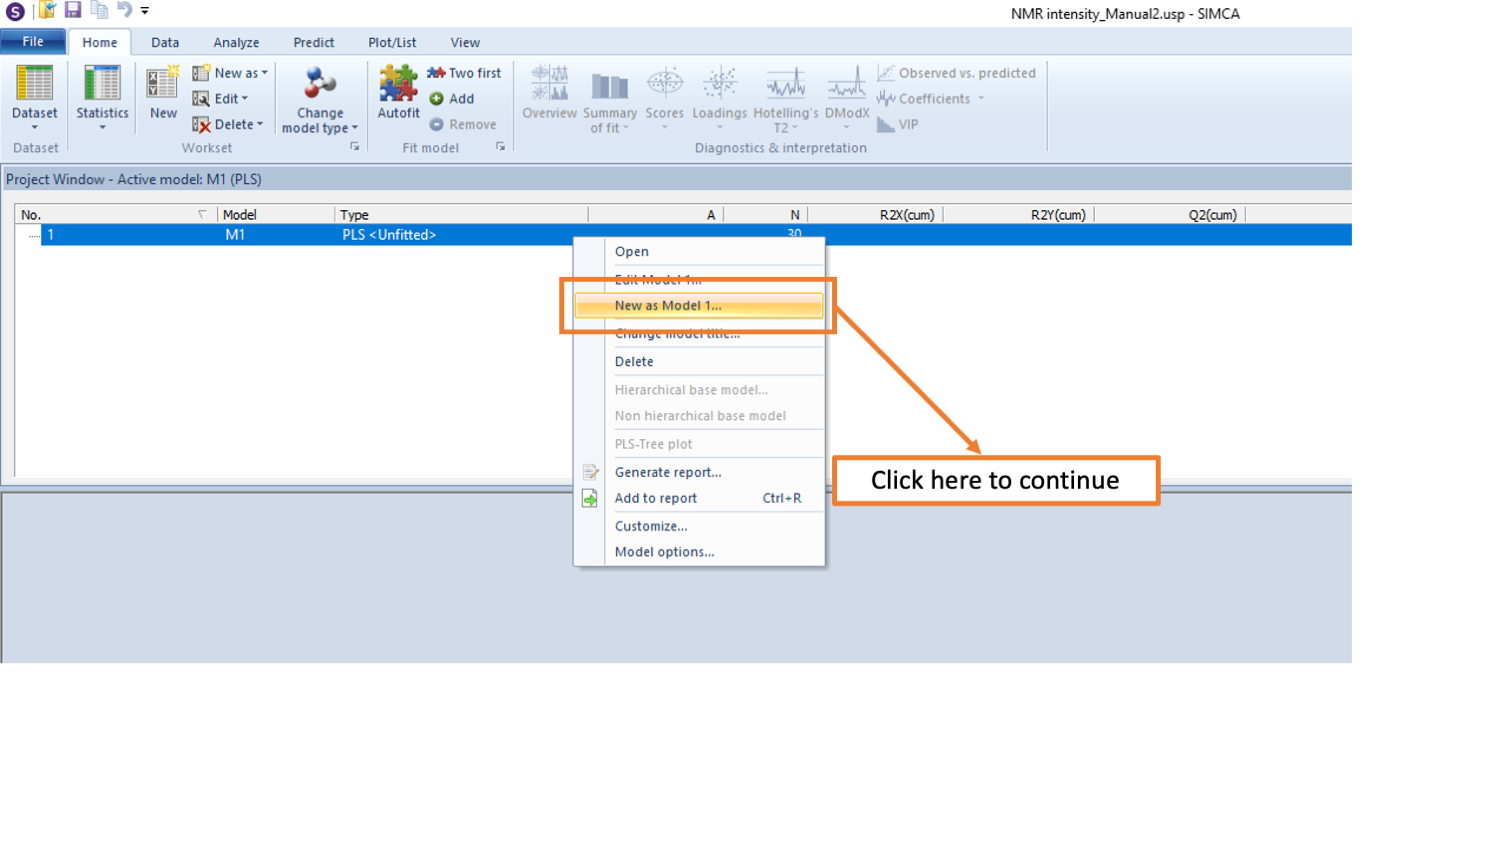 S
NMR intensity_Manual2.usp - SIMCA
File Home Data Analyze Predict Plot/List View
Dataset
Statistics
New
New as
Edit
Delete
Change
model type
Autofit
Two first
Add
Remove
Overview
Summary
of fit
Scores
Loadings
Hotelling's
T2
DModX
Observed vs. predicted
Coefficients
VIP
Dataset Workset Fit model Diagnostics & interpretation
Project Window - Active model: M1 (PLS)
No. Model Type A N R2X(cum) R2Y(cum) Q2(cum)
1 M1 PLS <Unfitted> 30
Open
Edit Model 1...
New as Model 1...
Change model title...
Delete
Hierarchical base model...
Non hierarchical base model
PLS-Tree plot
Generate report...
Add to report Ctrl+R
Customize...
Model options...
Click here to continue